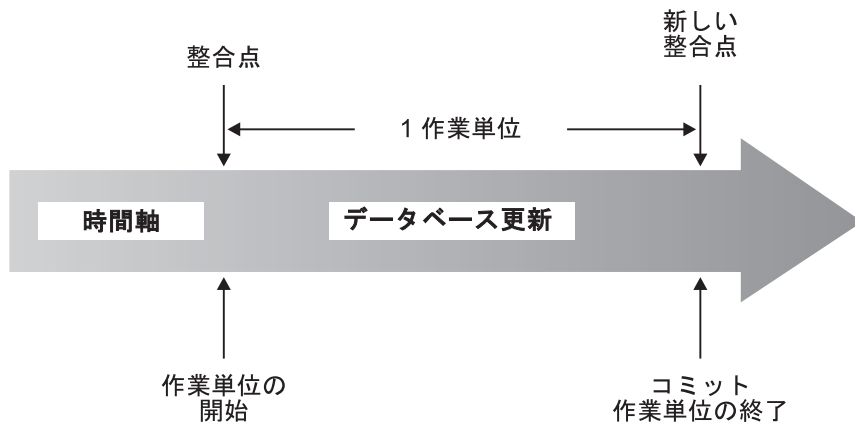 新しい
整合点
整合点
1 作業単位
時間軸
データベース更新
作業単位の
開始
コミット
作業単位の終了